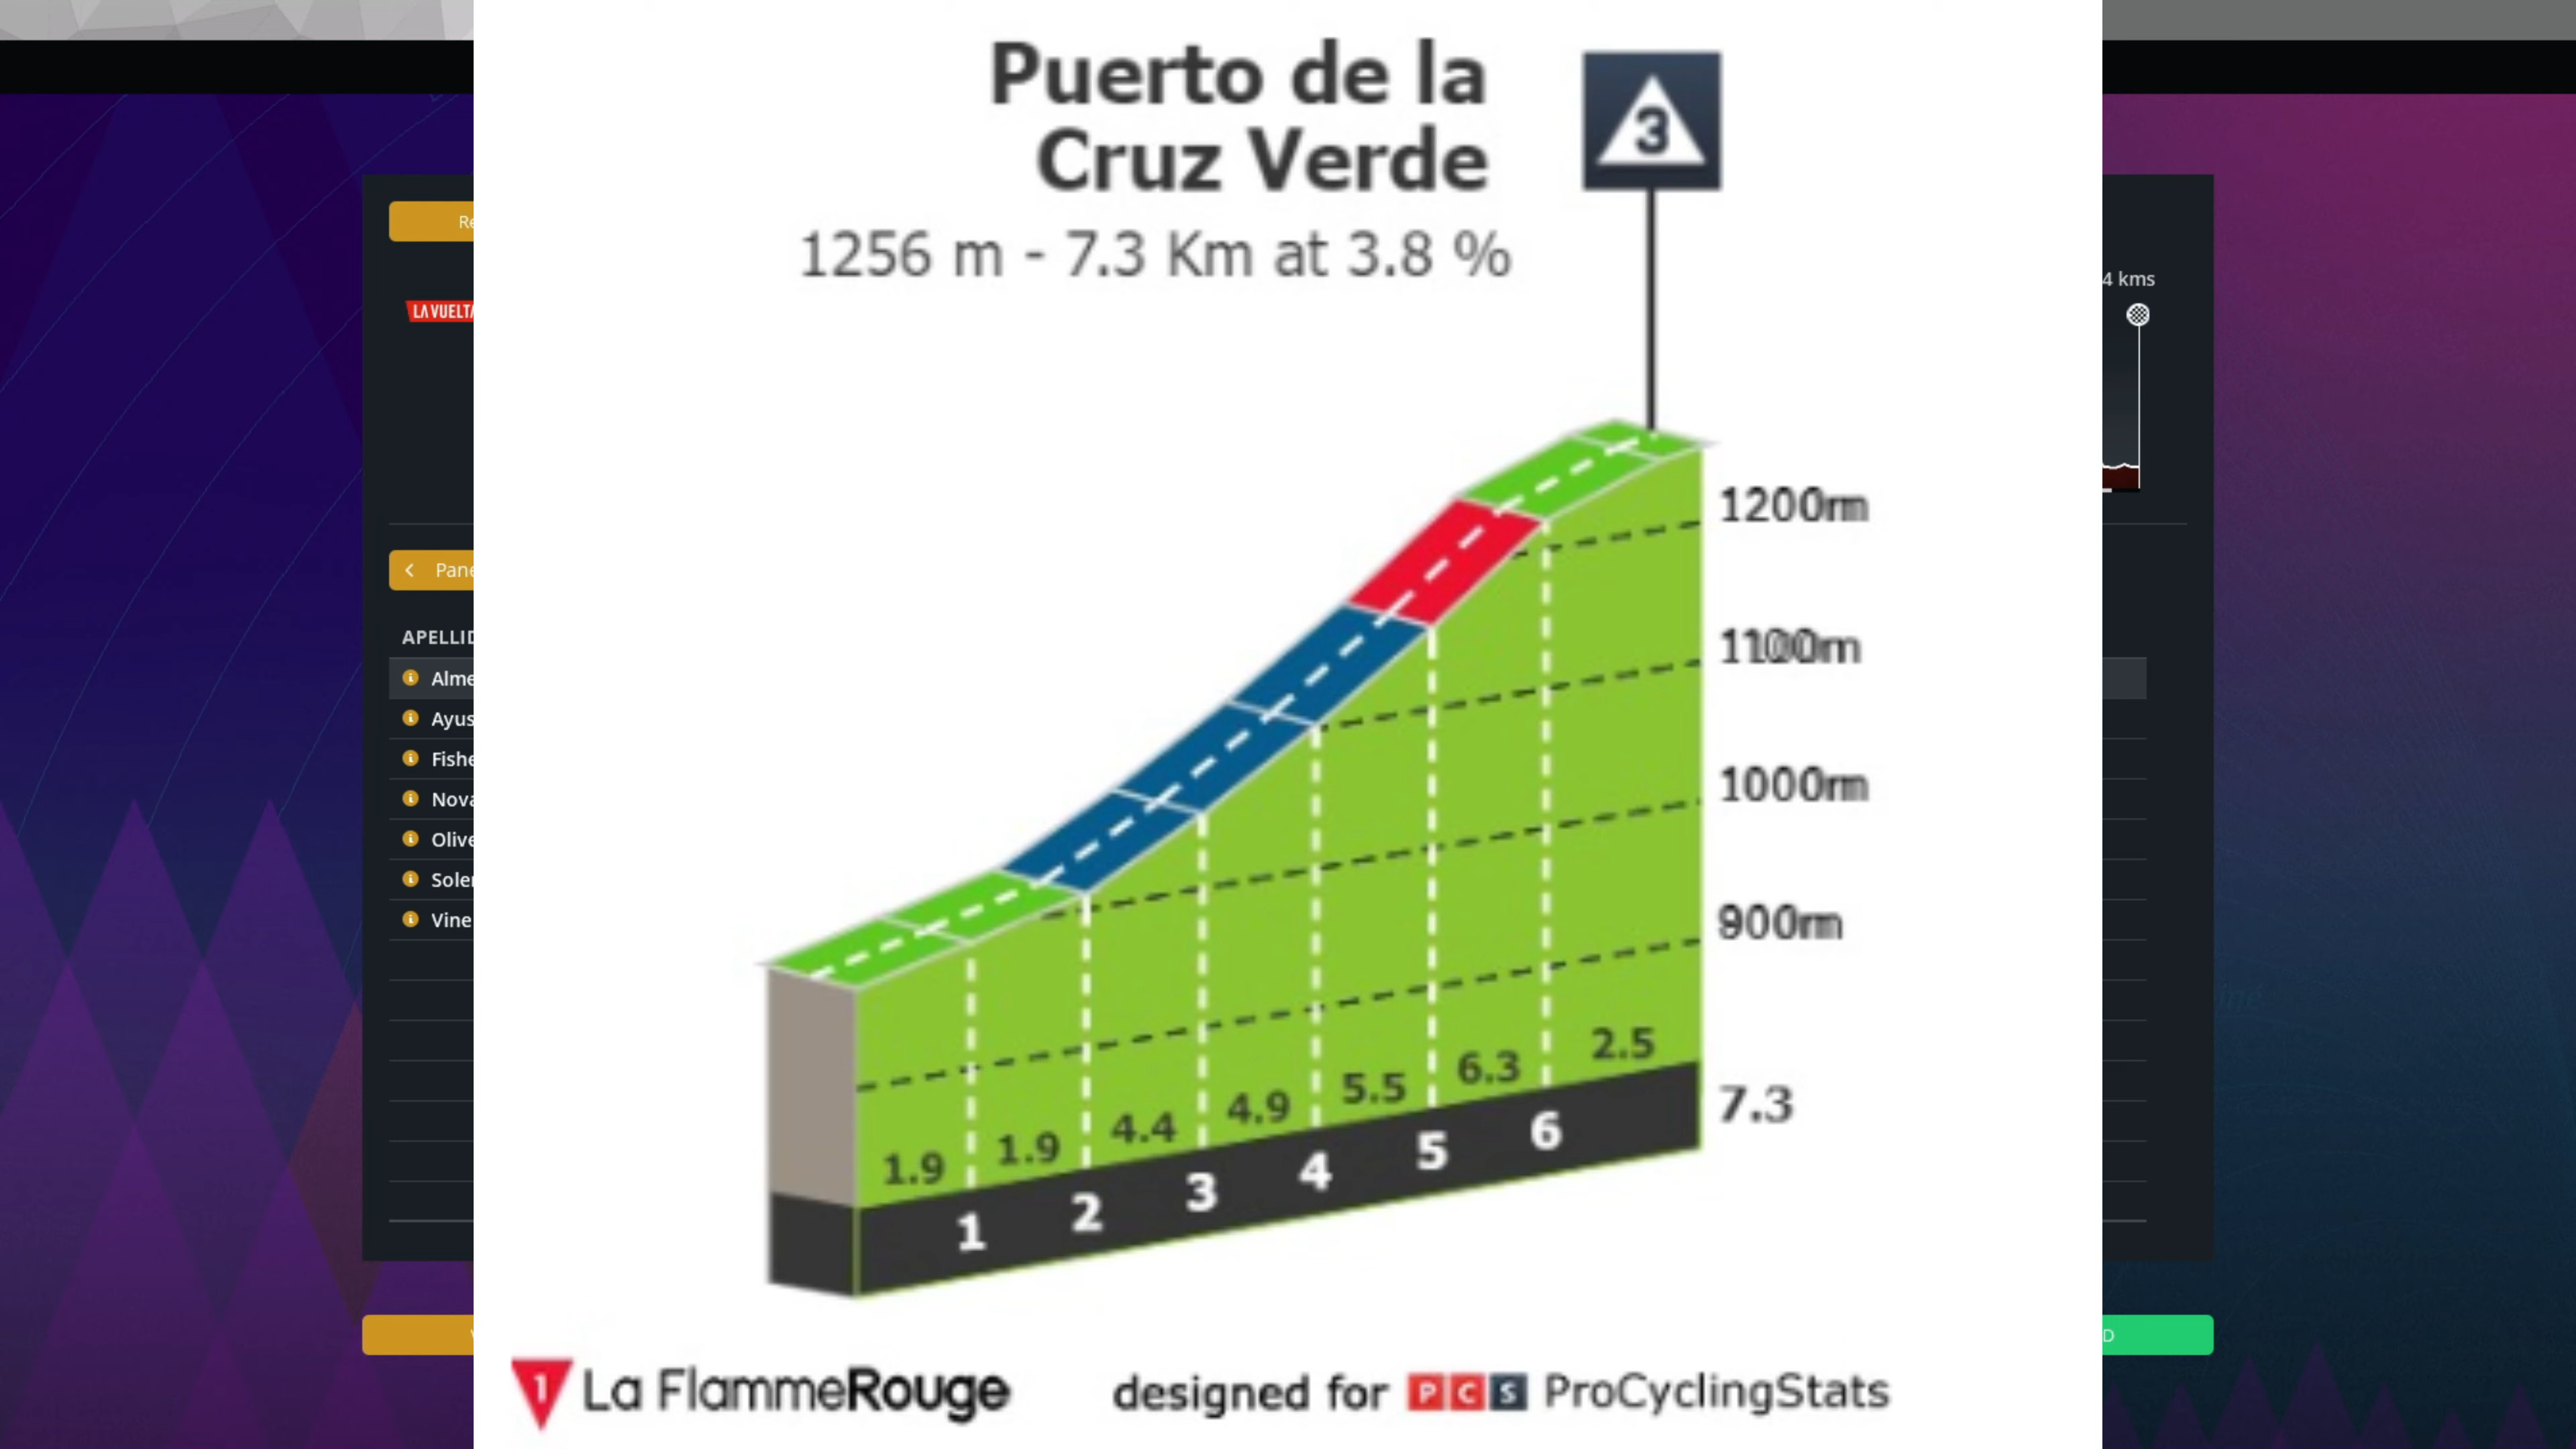 Puerto de la
Cruz Verde
3
1256 m - 7.3 Km at 3.8 %
4 kms
LA VUELTA
APELLID
Alme
Ayus
Fishe
Nova
Olive
Soler
Vine
1200m
1100m
1000m
900m
1.9 1.9 4.4 4.9 5.5 6.3 2.5
1 2 3 4 5 6 7.3
1 La FlammeRouge designed for PCS ProCyclingStats